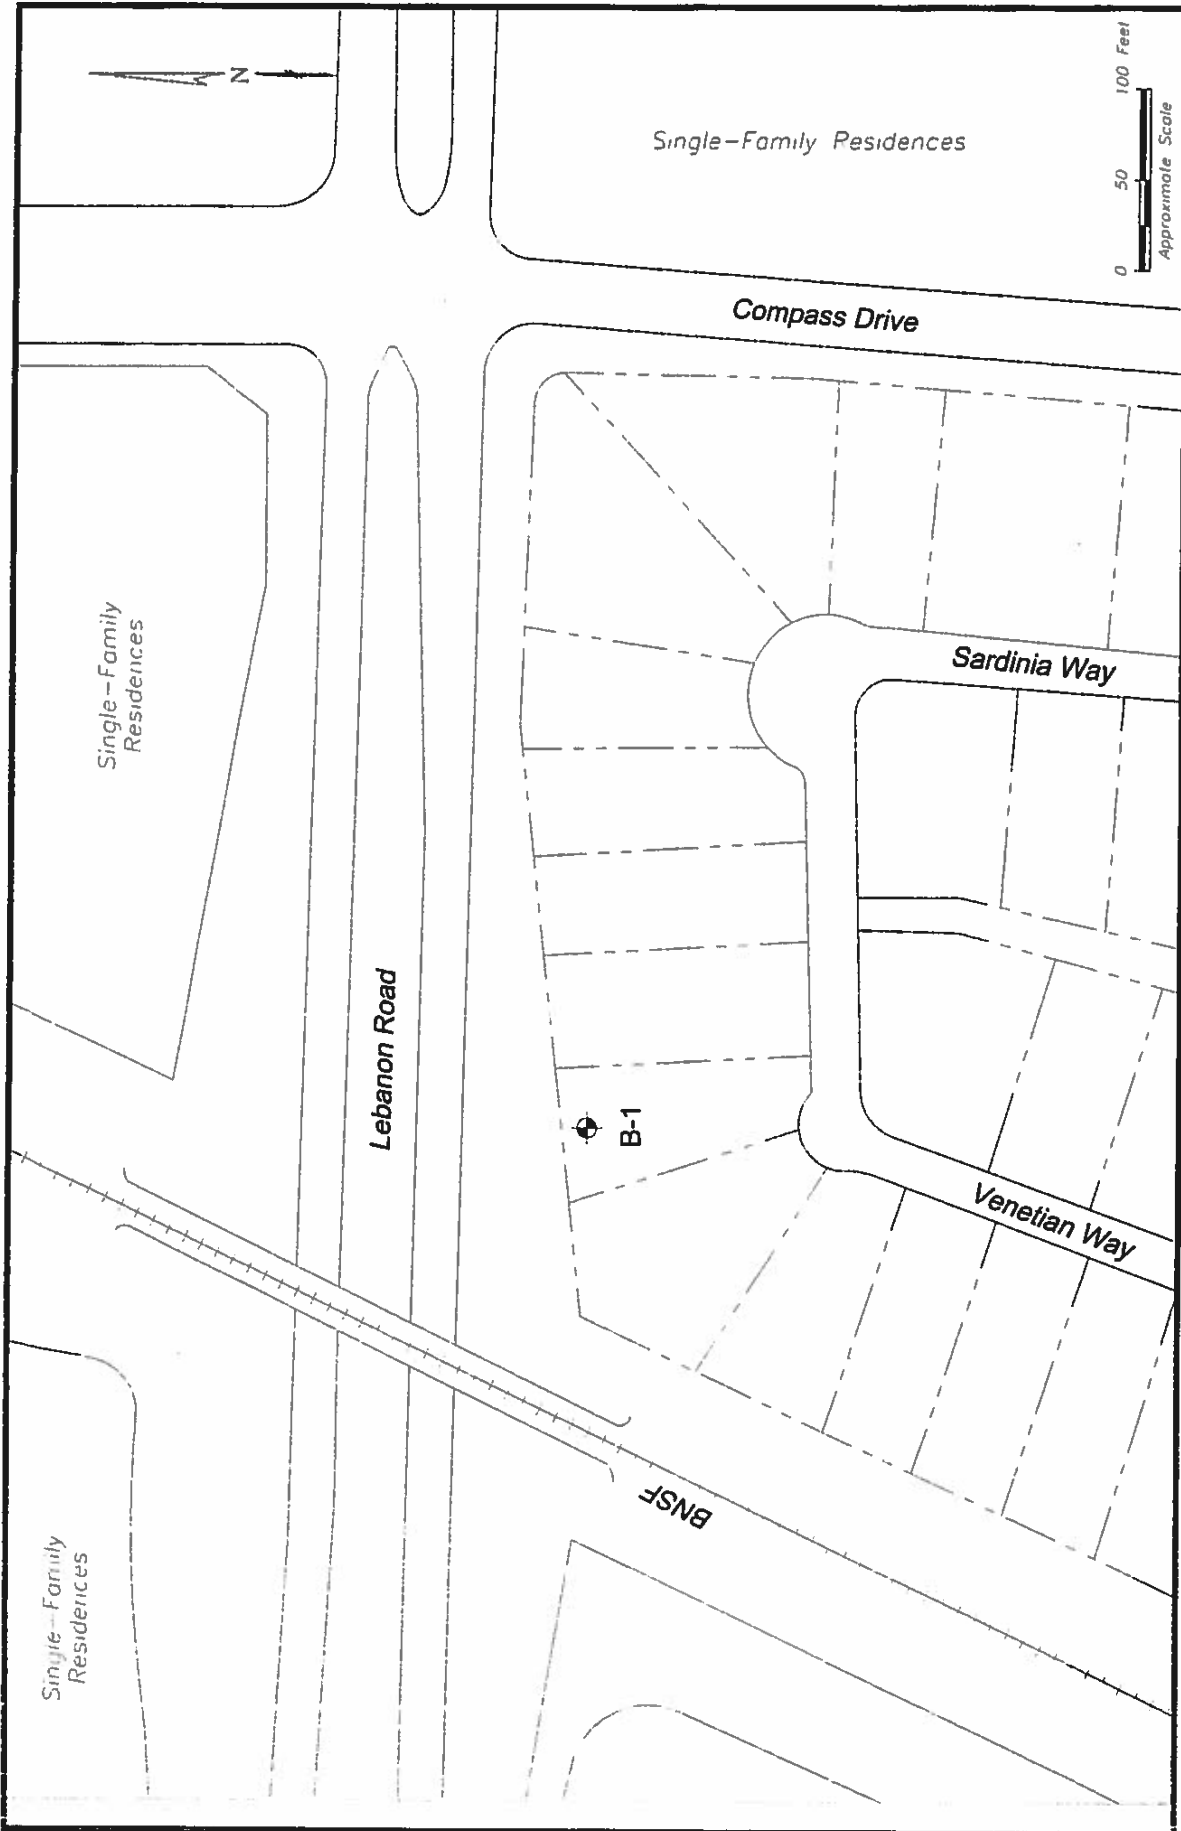 N
Single-Family Residences
0 50 100 Feet
Approximate Scale
Compass Drive
Single-Family
Residences
Sardinia Way
Lebanon Road
B-1
Venetian Way
BNSF
Single-Family
Residences